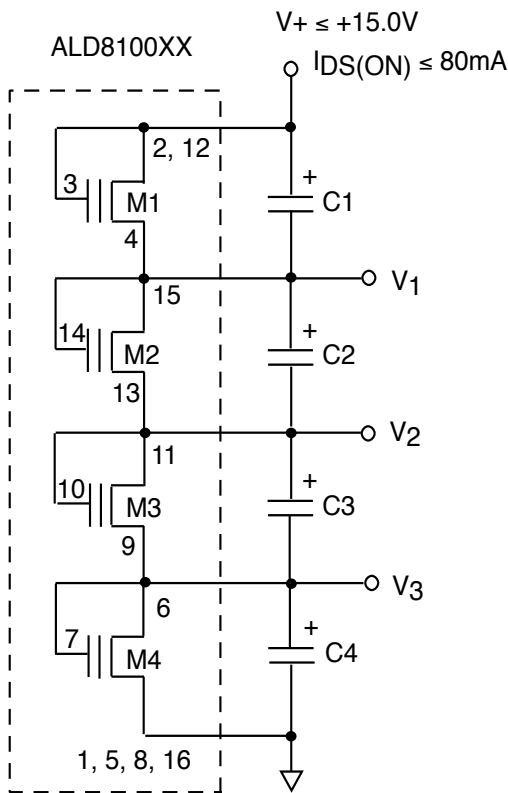 V+ ≤ +15.0V
ALD8100XX
IDS(ON) ≤ 80mA
2, 12
3
M1
+
C1
4
15
V1
14
M2
+
C2
13
11
V2
10
M3
+
C3
9
6
V3
7
M4
+
C4
1, 5, 8, 16